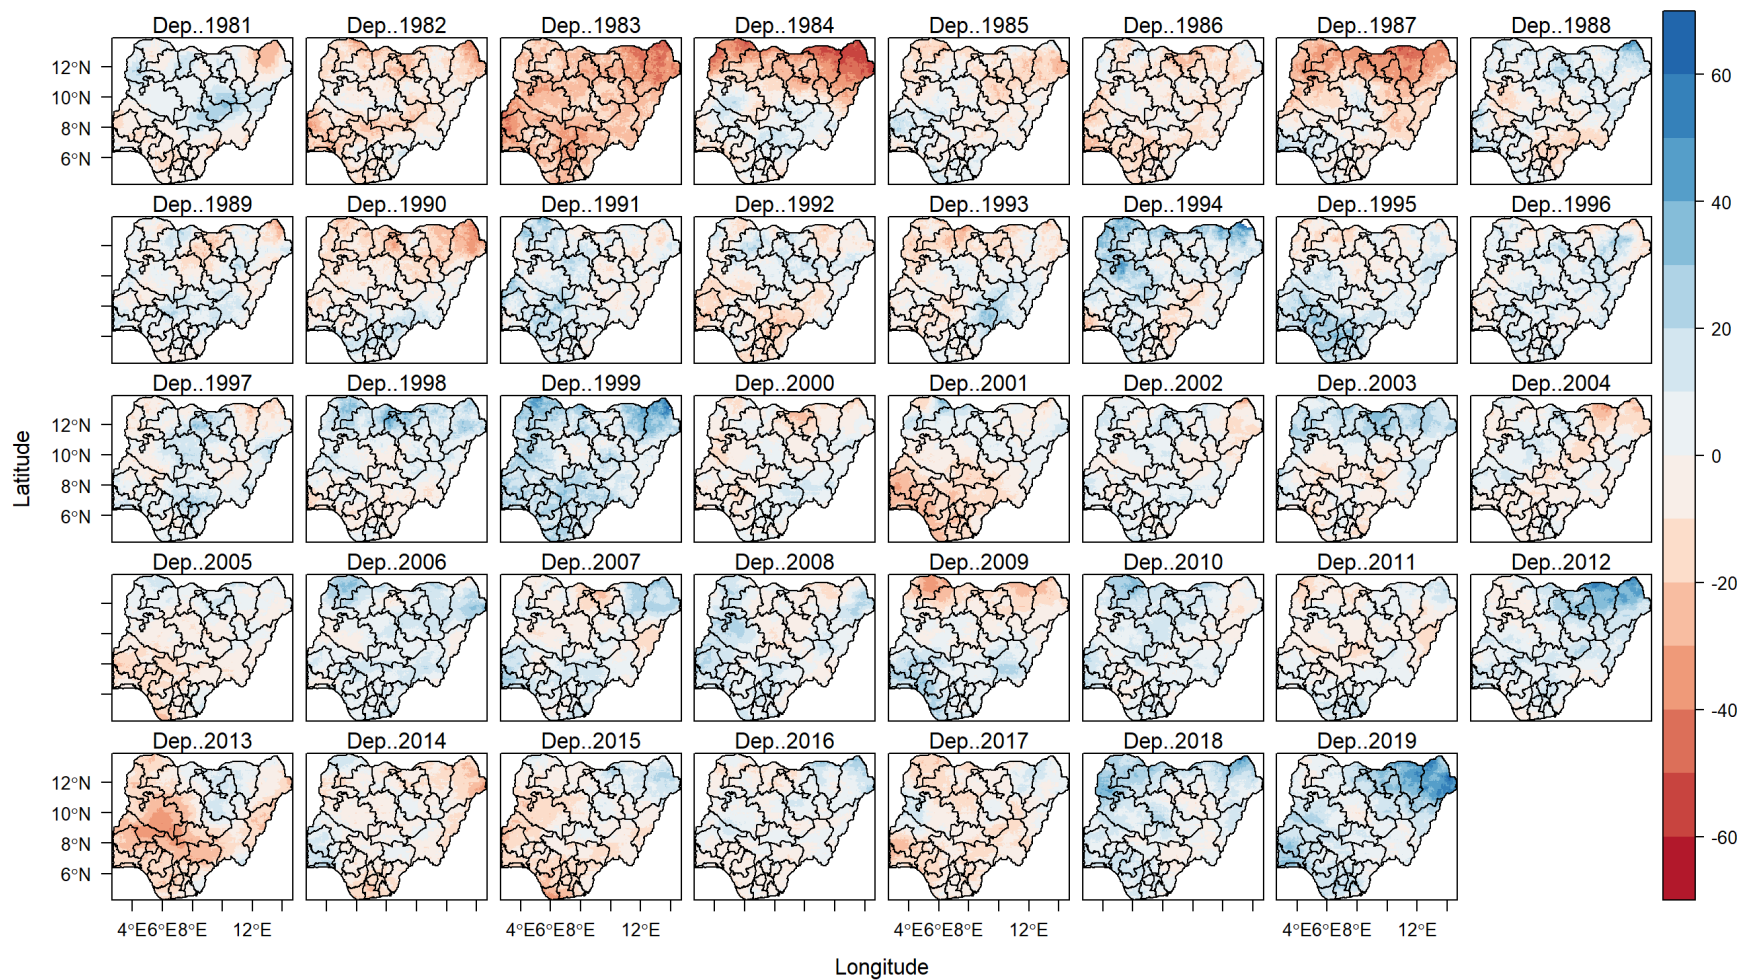 Dep..1981 Dep..1982 Dep..1983 Dep..1984 Dep..1985 Dep..1986 Dep..1987 Dep..1988
12°N
10°N
8°N
6°N
60
40
20
0
-20
-40
-60
Dep..1989 Dep..1990 Dep..1991 Dep..1992 Dep..1993 Dep..1994 Dep..1995 Dep..1996
Dep..1997 Dep..1998 Dep..1999 Dep..2000 Dep..2001 Dep..2002 Dep..2003 Dep..2004
12°N
10°N
8°N
6°N
Latitude
Dep..2005 Dep..2006 Dep..2007 Dep..2008 Dep..2009 Dep..2010 Dep..2011 Dep..2012
Dep..2013 Dep..2014 Dep..2015 Dep..2016 Dep..2017 Dep..2018 Dep..2019
12°N
10°N
8°N
6°N
4°E6°E8°E 12°E 4°E6°E8°E 12°E 4°E6°E8°E 12°E 4°E6°E8°E 12°E
Longitude